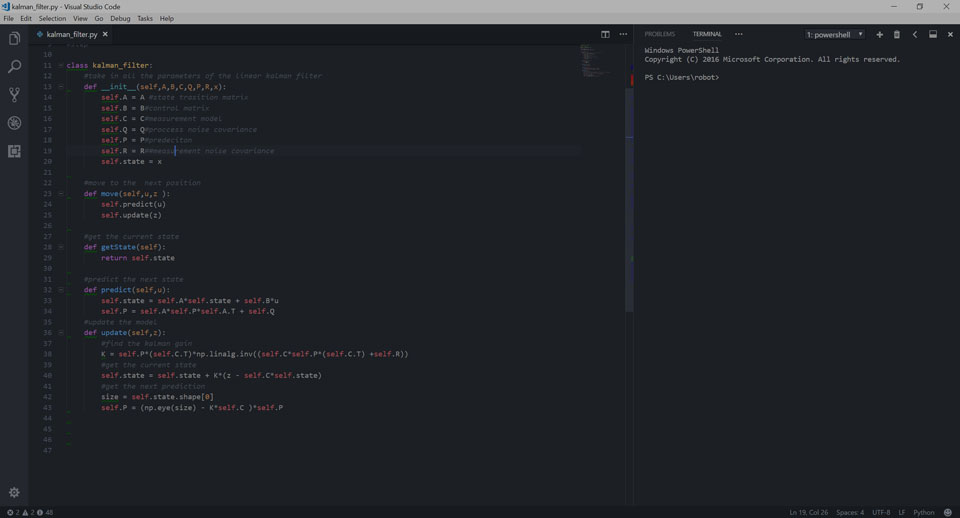 kalman_filter.py - Visual Studio Code
File Edit Selection View Go Debug Tasks Help
kalman_filter.py
10
11 class kalman_filter:
12 #take in all the parameters of the linear kalman filter
13 def __init__(self,A,B,C,Q,P,R,x):
14 self.A = A #state trasition matrix
15 self.B = B#control matrix
16 self.C = C#measurement model
17 self.Q = Q#proccess noise covariance
18 self.P = P#predeciton
19 self.R = R##measurement noise covariance
20 self.state = x
21
22 #move to the next position
23 def move(self,u,z ):
24 self.predict(u)
25 self.update(z)
26
27 #get the current state
28 def getState(self):
29 return self.state
30
31 #predict the next state
32 def predict(self,u):
33 self.state = self.A*self.state + self.B*u
34 self.P = self.A*self.P*self.A.T + self.Q
35 #update the model
36 def update(self,z):
37 #find the kalman gain
38 K = self.P*(self.C.T)*np.linalg.inv((self.C*self.P*(self.C.T) +self.R))
39 #get the current state
40 self.state = self.state + K*(z - self.C*self.state)
41 #get the next prediction
42 size = self.state.shape[0]
43 self.P = (np.eye(size) - K*self.C )*self.P
44
45
46
47
PROBLEMS TERMINAL ••• 1: powershell
Windows PowerShell
Copyright (C) 2016 Microsoft Corporation. All rights reserved.
PS C:\Users\robot>
2 2 48 Ln 19, Col 26 Spaces: 4 UTF-8 LF Python